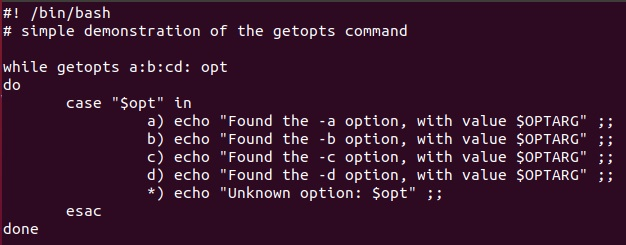 #! /bin/bash
# simple demonstration of the getopts command
while getopts a:b:cd: opt
do
case "$opt" in
a) echo "Found the -a option, with value $OPTARG" ;;
b) echo "Found the -b option, with value $OPTARG" ;;
c) echo "Found the -c option, with value $OPTARG" ;;
d) echo "Found the -d option, with value $OPTARG" ;;
*) echo "Unknown option: $opt" ;;
esac
done